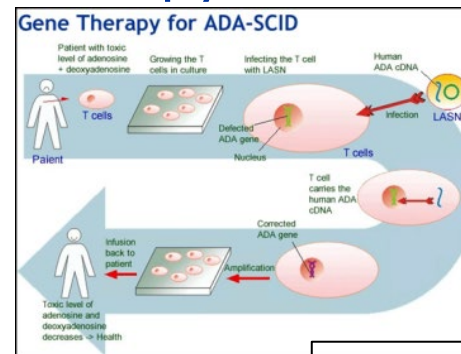 Gene Therapy for ADA-SCID
Patient with toxic
level of adenosine
+ deoxyadenosine
Growing the T
cells in culture
Infecting the T cell
with LASN
Human
ADA cDNA
T cells
Infection
LASN
Defected
ADA gene
Nucleus
T cells
Paient
T cell
carries the
human ADA
cDNA
Corrected
ADA gene
Infusion
back to
patient
Amplification
Toxic level of
adenosine and
deoxyadenosine
decreases -> Health